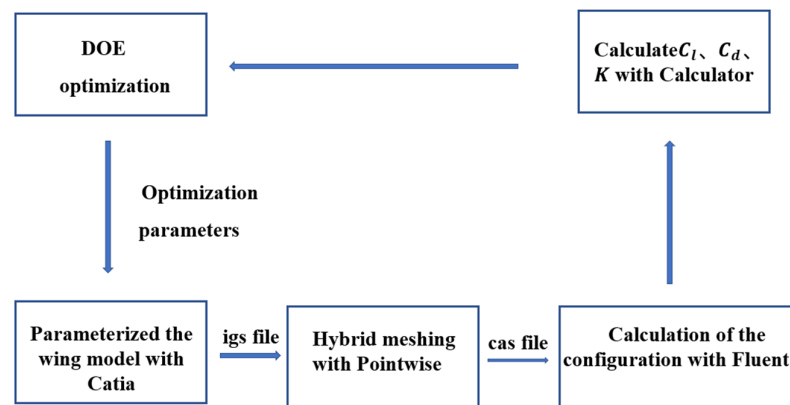 DOE
optimization
Calculate𝐶𝑙、𝐶𝑑、
𝐾 with Calculator
Optimization
parameters
Parameterized the
wing model with
Catia
igs file
Hybrid meshing
with Pointwise
cas file
Calculation of the
configuration with Fluent